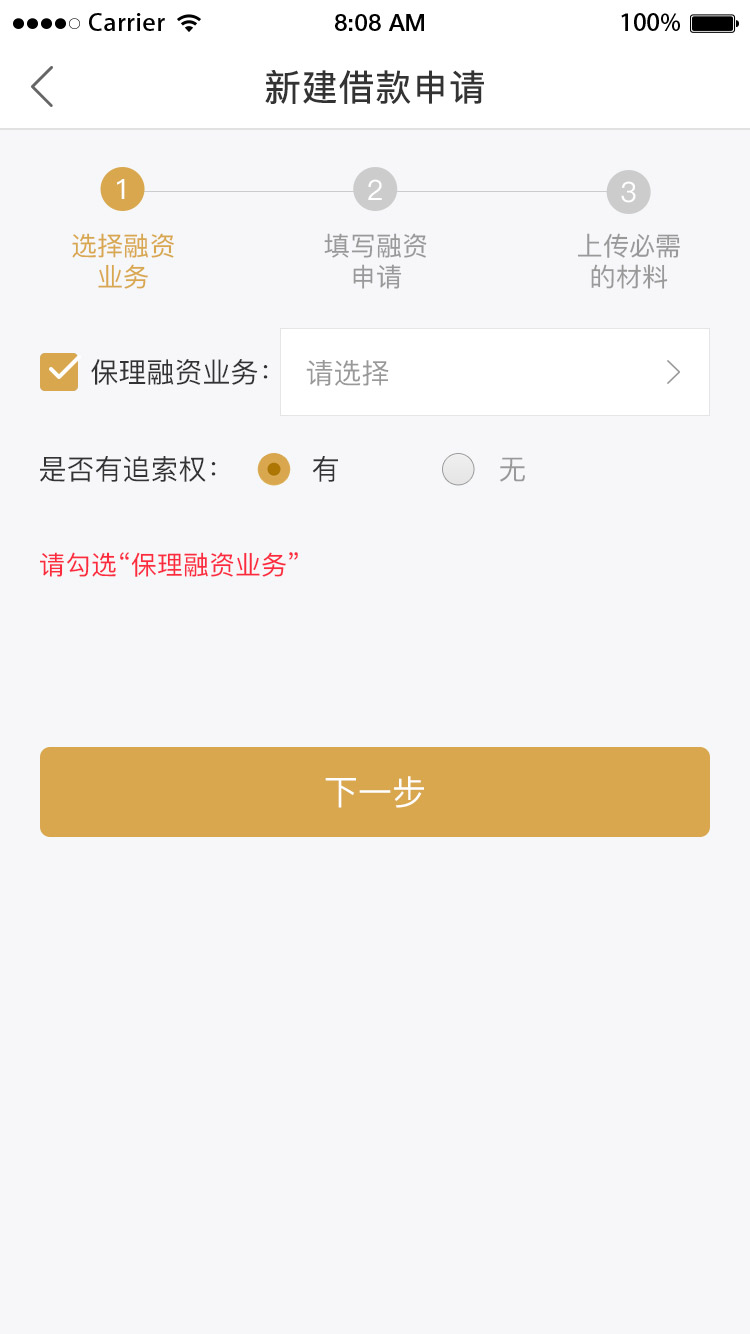 Carrier 8:08 AM 100%
新建借款申请
1 2 3
选择融资 填写融资 上传必需
业务 申请 的材料
保理融资业务: 请选择
是否有追索权: 有 无
请勾选“保理融资业务”
下一步